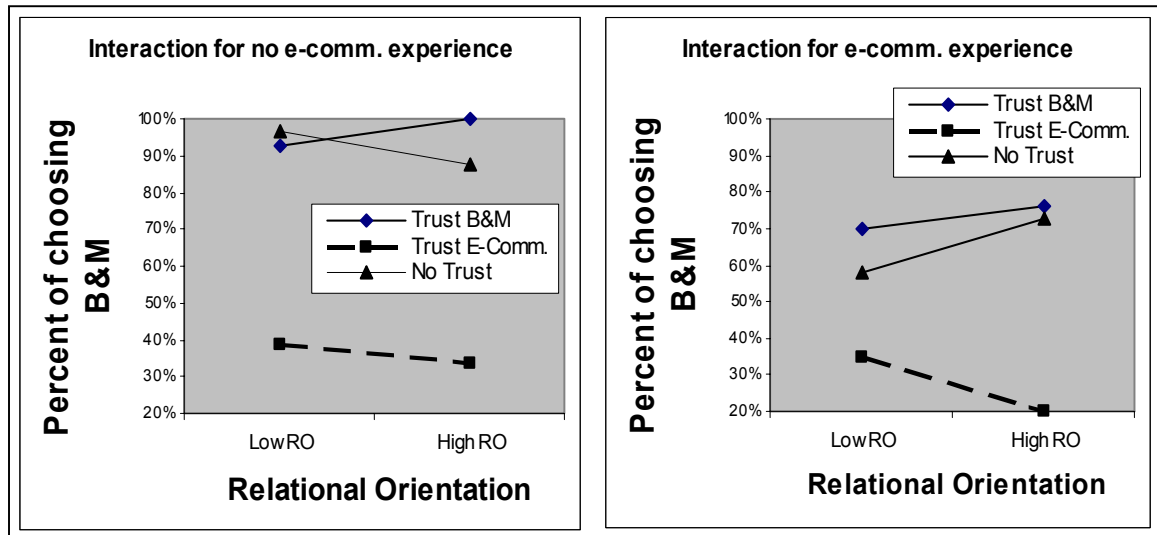 Interaction for no e-comm. experience
Percent of choosing
B&M
100%
90%
80%
70%
60%
50%
40%
30%
20%
Trust B&M
Trust E-Comm.
No Trust
Low RO
High RO
Relational Orientation
Interaction for e-comm. experience
Percent of choosing
B&M
100%
90%
80%
70%
60%
50%
40%
30%
20%
Trust B&M
Trust E-Comm.
No Trust
Low RO
High RO
Relational Orientation